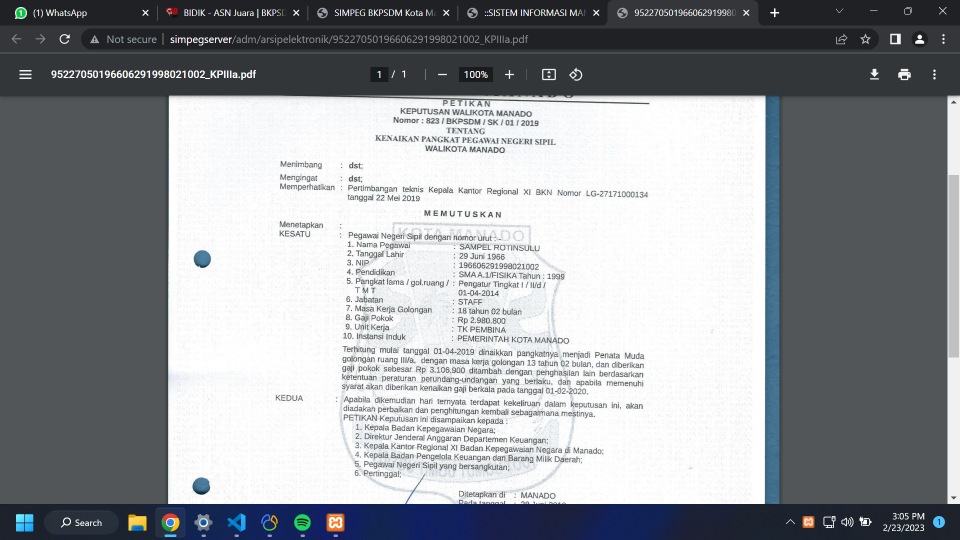 (1) WhatsApp
BIDIK - ASN Juara | BKPSD
SIMPEG BKPSDM Kota M
::SISTEM INFORMASI MAN
952270501966062919980
Not secure
simpegserver/adm/arsipelektronik/95227050196606291998021002_KPIIIa.pdf
95227050196606291998021002_KPIIIa.pdf
1 / 1
100%
PETIKAN
KEPUTUSAN WALIKOTA MANADO
Nomor : 823 / BKPSDM / SK / 01 / 2019
TENTANG
KENAIKAN PANGKAT PEGAWAI NEGERI SIPIL
WALIKOTA MANADO
Menimbang : dst;
Mengingat : dst;
Memperhatikan : Pertimbangan teknis Kepala Kantor Regional XI BKN Nomor LG-27171000134
tanggal 22 Mei 2019
MEMUTUSKAN
KOTA MANADO
Menetapkan :
KESATU : Pegawai Negeri Sipil dengan nomor urut : -
1. Nama Pegawai : SAMPEL ROTINSULU
2. Tanggal Lahir : 29 Juni 1966
3. NIP : 196606291998021002
4. Pendidikan : SMA A.1/FISIKA Tahun : 1999
5. Pangkat lama / gol.ruang / : Pengatur Tingkat I / II/d /
T M T 01-04-2014
6. Jabatan : STAFF
7. Masa Kerja Golongan : 18 tahun 02 bulan
8. Gaji Pokok : Rp 2.980.800
9. Unit Kerja : TK PEMBINA
10. Instansi Induk : PEMERINTAH KOTA MANADO
Terhitung mulai tanggal 01-04-2019 dinaikkan pangkatnya menjadi Penata Muda
golongan ruang III/a, dengan masa kerja golongan 13 tahun 02 bulan, dan diberikan
gaji pokok sebesar Rp 3.106.900 ditambah dengan penghasilan lain berdasarkan
ketentuan peraturan perundang-undangan yang berlaku, dan apabila memenuhi
syarat akan diberikan kenaikan gaji berkala pada tanggal 01-02-2020.
KEDUA : Apabila dikemudian hari ternyata terdapat kekeliruan dalam keputusan ini, akan
diadakan perbaikan dan penghitungan kembali sebagaimana mestinya.
PETIKAN Keputusan ini disampaikan kepada :
1. Kepala Badan Kepegawaian Negara;
2. Direktur Jenderal Anggaran Departemen Keuangan;
3. Kepala Kantor Regional XI Badan Kepegawaian Negara di Manado;
4. Kepala Badan Pengelola Keuangan dan Barang Milik Daerah;
5. Pegawai Negeri Sipil yang bersangkutan;
6. Pertinggal;
Ditetapkan di : MANADO
Search
3:05 PM
2/23/2023
1